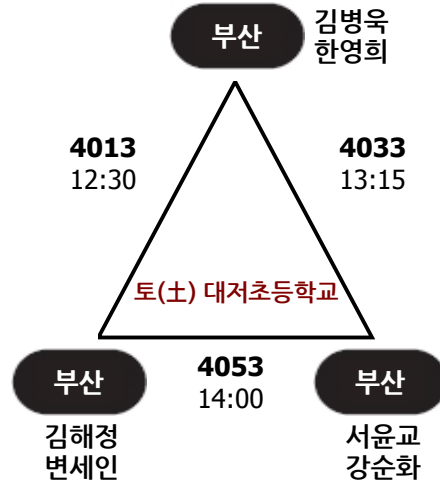 부산
김병욱
한영희
4013
12:30
4033
13:15
토(土) 대저초등학교
부산
4053
14:00
부산
김해정
변세인
서윤교
강순화